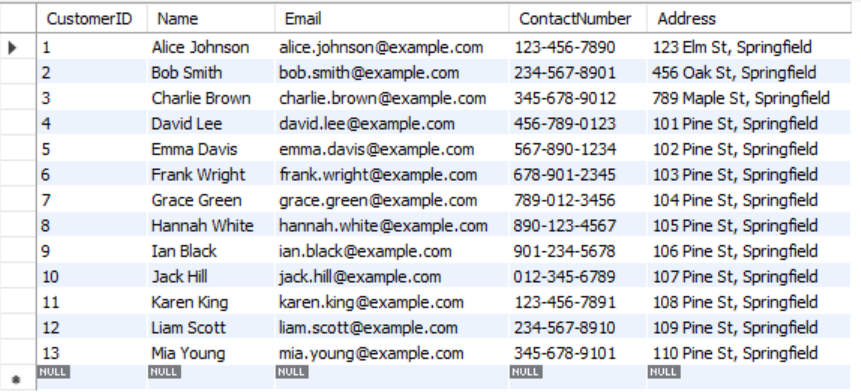 CustomerID Name Email ContactNumber Address
1 Alice Johnson alice.johnson@example.com 123-456-7890 123 Elm St, Springfield
2 Bob Smith bob.smith@example.com 234-567-8901 456 Oak St, Springfield
3 Charlie Brown charlie.brown@example.com 345-678-9012 789 Maple St, Springfield
4 David Lee david.lee@example.com 456-789-0123 101 Pine St, Springfield
5 Emma Davis emma.davis@example.com 567-890-1234 102 Pine St, Springfield
6 Frank Wright frank.wright@example.com 678-901-2345 103 Pine St, Springfield
7 Grace Green grace.green@example.com 789-012-3456 104 Pine St, Springfield
8 Hannah White hannah.white@example.com 890-123-4567 105 Pine St, Springfield
9 Ian Black ian.black@example.com 901-234-5678 106 Pine St, Springfield
10 Jack Hill jack.hill@example.com 012-345-6789 107 Pine St, Springfield
11 Karen King karen.king@example.com 123-456-7891 108 Pine St, Springfield
12 Liam Scott liam.scott@example.com 234-567-8910 109 Pine St, Springfield
13 Mia Young mia.young@example.com 345-678-9101 110 Pine St, Springfield
NULL NULL NULL NULL NULL